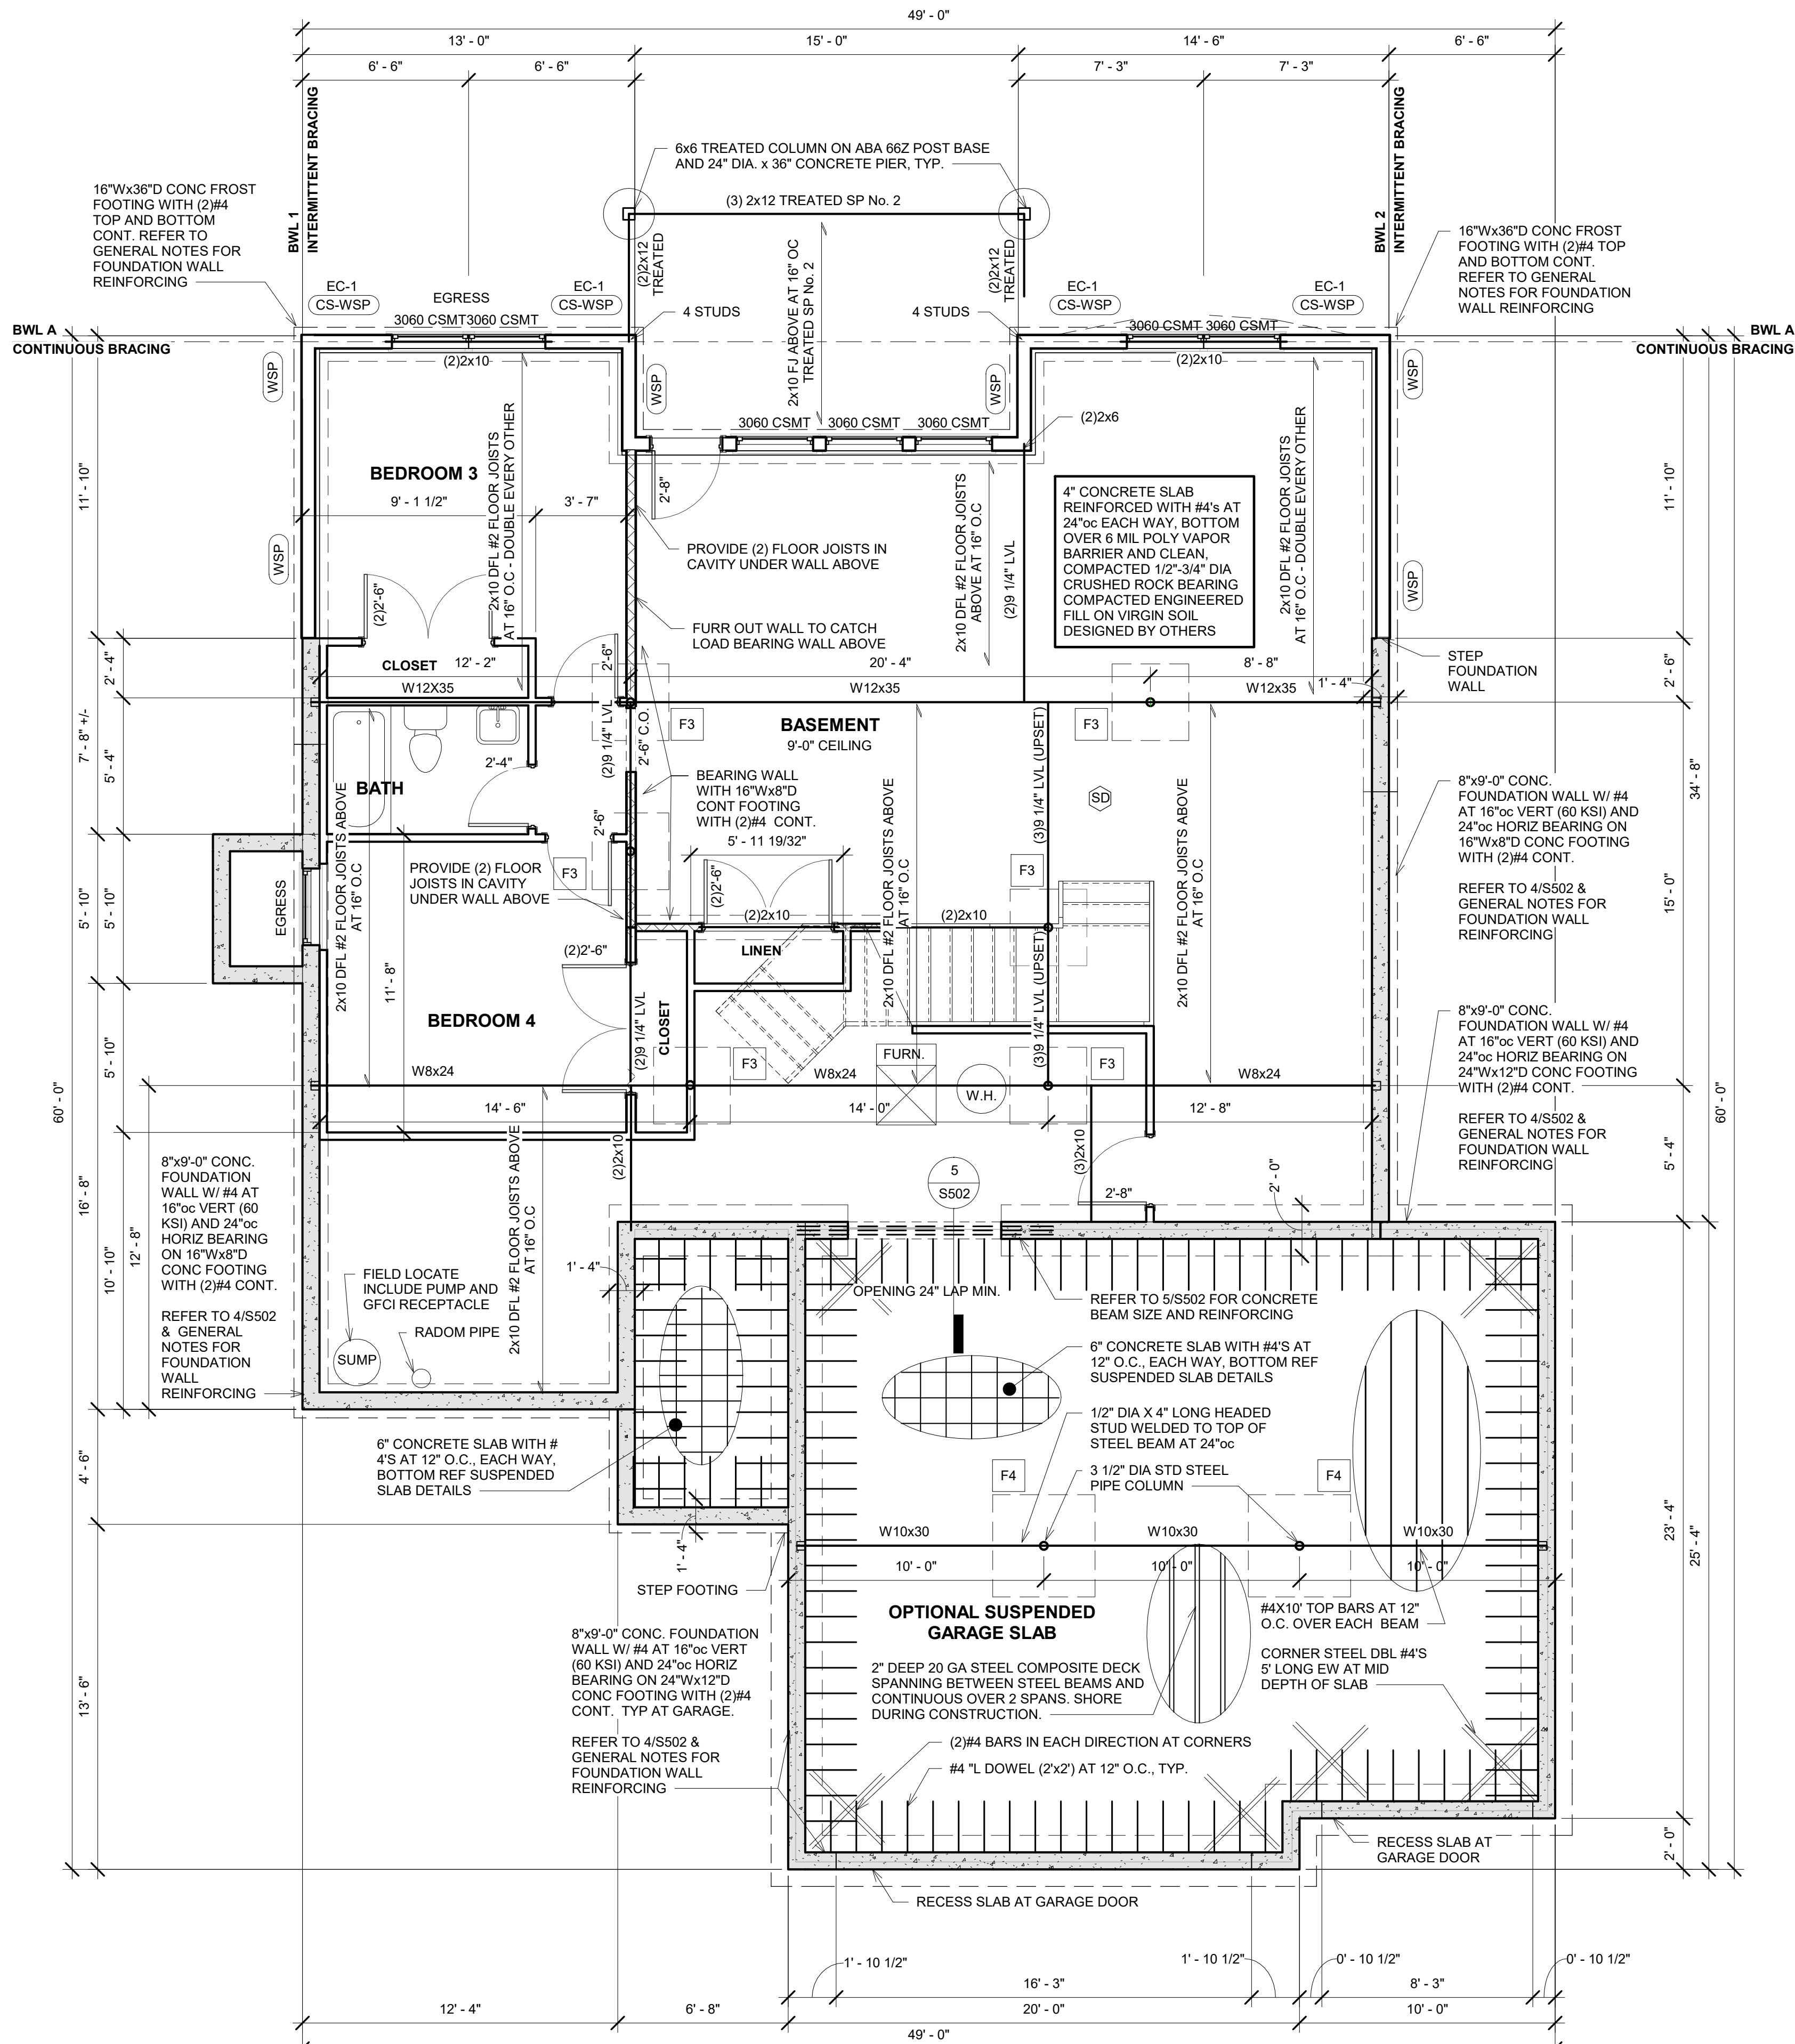 49' - 0"
13' - 0"
15' - 0"
14' - 6"
6' - 6"
6' - 6"
6' - 6"
7' - 3"
7' - 3"
BWL 1
INTERMITTENT BRACING
BWL 2
INTERMITTENT BRACING
6x6 TREATED COLUMN ON ABA 66Z POST BASE
AND 24" DIA. x 36" CONCRETE PIER, TYP.
(3) 2x12 TREATED SP No. 2
16"Wx36"D CONC FROST
FOOTING WITH (2)#4
TOP AND BOTTOM
CONT. REFER TO
GENERAL NOTES FOR
FOUNDATION WALL
REINFORCING
16"Wx36"D CONC FROST
FOOTING WITH (2)#4 TOP
AND BOTTOM CONT.
REFER TO GENERAL
NOTES FOR FOUNDATION
WALL REINFORCING
(2)2x12
TREATED
2x10 FJ ABOVE AT 16" OC
TREATED SP No. 2
(2)2x12
TREATED
EC-1
CS-WSP
EGRESS
EC-1
CS-WSP
3060 CSMT3060 CSMT
4 STUDS
4 STUDS
EC-1
CS-WSP
EC-1
CS-WSP
3060 CSMT 3060 CSMT
BWL A
CONTINUOUS BRACING
BWL A
CONTINUOUS BRACING
(2)2x10
(2)2x10
WSP
WSP
WSP
WSP
WSP
WSP
3060 CSMT
3060 CSMT
3060 CSMT
(2)2x6
BEDROOM 3
9' - 1 1/2"
3' - 7"
2x10 DFL #2 FLOOR JOISTS
AT 16" O.C - DOUBLE EVERY OTHER
2'-8"
PROVIDE (2) FLOOR JOISTS IN
CAVITY UNDER WALL ABOVE
FURR OUT WALL TO CATCH
LOAD BEARING WALL ABOVE
2x10 DFL #2 FLOOR JOISTS
ABOVE AT 16" O.C
(2)9 1/4" LVL
4" CONCRETE SLAB
REINFORCED WITH #4's AT
24"oc EACH WAY, BOTTOM
OVER 6 MIL POLY VAPOR
BARRIER AND CLEAN,
COMPACTED 1/2"-3/4" DIA
CRUSHED ROCK BEARING
COMPACTED ENGINEERED
FILL ON VIRGIN SOIL
DESIGNED BY OTHERS
2x10 DFL #2 FLOOR JOISTS
AT 16" O.C - DOUBLE EVERY OTHER
11' - 10"
11' - 10"
(2)2'-6"
2'-6"
CLOSET
12' - 2"
20' - 4"
8' - 8"
W12X35
W12x35
W12x35
1' - 4"
STEP
FOUNDATION
WALL
2' - 4"
2' - 6"
7' - 8" +/-
5' - 4"
(2)9 1/4" LVL
2'-6" C.O.
F3
BASEMENT
9'-0" CEILING
(3)9 1/4" LVL (UPSET)
F3
SD
2'-4"
BATH
2'-6"
BEARING WALL
WITH 16"Wx8"D
CONT FOOTING
WITH (2)#4  CONT.
5' - 11 19/32"
2x10 DFL #2 FLOOR JOISTS ABOVE
AT 16" O.C
2x10 DFL #2 FLOOR JOISTS ABOVE
AT 16" O.C
2x10 DFL #2 FLOOR JOISTS ABOVE
AT 16" O.C
34' - 8"
15' - 0"
8"x9'-0" CONC.
FOUNDATION WALL W/ #4
AT 16"oc VERT (60 KSI) AND
24"oc HORIZ BEARING ON
16"Wx8"D CONC FOOTING
WITH (2)#4 CONT.
REFER TO 4/S502 &
GENERAL NOTES FOR
FOUNDATION WALL
REINFORCING
PROVIDE (2) FLOOR
JOISTS IN CAVITY
UNDER WALL ABOVE
F3
(2)2'-6"
F3
(2)2x10
(2)2x10
EGRESS
5' - 10"
5' - 10"
11' - 8"
(2)2'-6"
LINEN
BEDROOM 4
(2)9 1/4" LVL
CLOSET
(3)9 1/4" LVL (UPSET)
F3
FURN.
W.H.
F3
W8x24
W8x24
W8x24
14' - 6"
14' - 0"
12' - 8"
5' - 10"
60' - 0"
60' - 0"
5' - 4"
8"x9'-0" CONC.
FOUNDATION WALL W/ #4
AT 16"oc VERT (60 KSI) AND
24"oc HORIZ BEARING ON
24"Wx12"D CONC FOOTING
WITH (2)#4 CONT.
REFER TO 4/S502 &
GENERAL NOTES FOR
FOUNDATION WALL
REINFORCING
16' - 8"
12' - 8"
10' - 10"
8"x9'-0" CONC.
FOUNDATION
WALL W/ #4 AT
16"oc VERT (60
KSI) AND 24"oc
HORIZ BEARING
ON 16"Wx8"D
CONC FOOTING
WITH (2)#4 CONT.
REFER TO 4/S502
& GENERAL
NOTES FOR
FOUNDATION
WALL
REINFORCING
2x10 DFL #2 FLOOR JOISTS ABOVE
AT 16" O.C
(2)2x10
(3)2x10
2'-8"
2' - 0"
5
S502
FIELD LOCATE
INCLUDE PUMP AND
GFCI RECEPTACLE
RADOM PIPE
SUMP
1' - 4"
OPENING 24" LAP MIN.
REFER TO 5/S502 FOR CONCRETE
BEAM SIZE AND REINFORCING
6" CONCRETE SLAB WITH #4'S AT
12" O.C., EACH WAY, BOTTOM REF
SUSPENDED SLAB DETAILS
1/2" DIA X 4" LONG HEADED
STUD WELDED TO TOP OF
STEEL BEAM AT 24"oc
6" CONCRETE SLAB WITH #
4'S AT 12" O.C., EACH WAY,
BOTTOM REF SUSPENDED
SLAB DETAILS
F4
3 1/2" DIA STD STEEL
PIPE COLUMN
F4
4' - 6"
1' - 4"
W10x30
W10x30
W10x30
10' - 0"
10' - 0"
10' - 0"
STEP FOOTING
23' - 4"
25' - 4"
13' - 6"
OPTIONAL SUSPENDED
GARAGE SLAB
#4X10' TOP BARS AT 12"
O.C. OVER EACH  BEAM
CORNER STEEL DBL #4'S
5' LONG EW AT MID
DEPTH OF SLAB
8"x9'-0" CONC. FOUNDATION
WALL W/ #4 AT 16"oc VERT
(60 KSI) AND 24"oc HORIZ
BEARING ON 24"Wx12"D
CONC FOOTING WITH (2)#4
CONT.  TYP AT GARAGE.
REFER TO 4/S502 &
GENERAL NOTES FOR
FOUNDATION WALL
REINFORCING
2" DEEP 20 GA STEEL COMPOSITE DECK
SPANNING BETWEEN STEEL BEAMS AND
CONTINUOUS OVER 2 SPANS. SHORE
DURING CONSTRUCTION.
(2)#4 BARS IN EACH DIRECTION AT CORNERS
#4 "L DOWEL (2'x2') AT 12" O.C., TYP.
RECESS SLAB AT
GARAGE DOOR
2' - 0"
RECESS SLAB AT GARAGE DOOR
1' - 10 1/2"
1' - 10 1/2"
0' - 10 1/2"
0' - 10 1/2"
16' - 3"
8' - 3"
12' - 4"
6' - 8"
20' - 0"
10' - 0"
49' - 0"